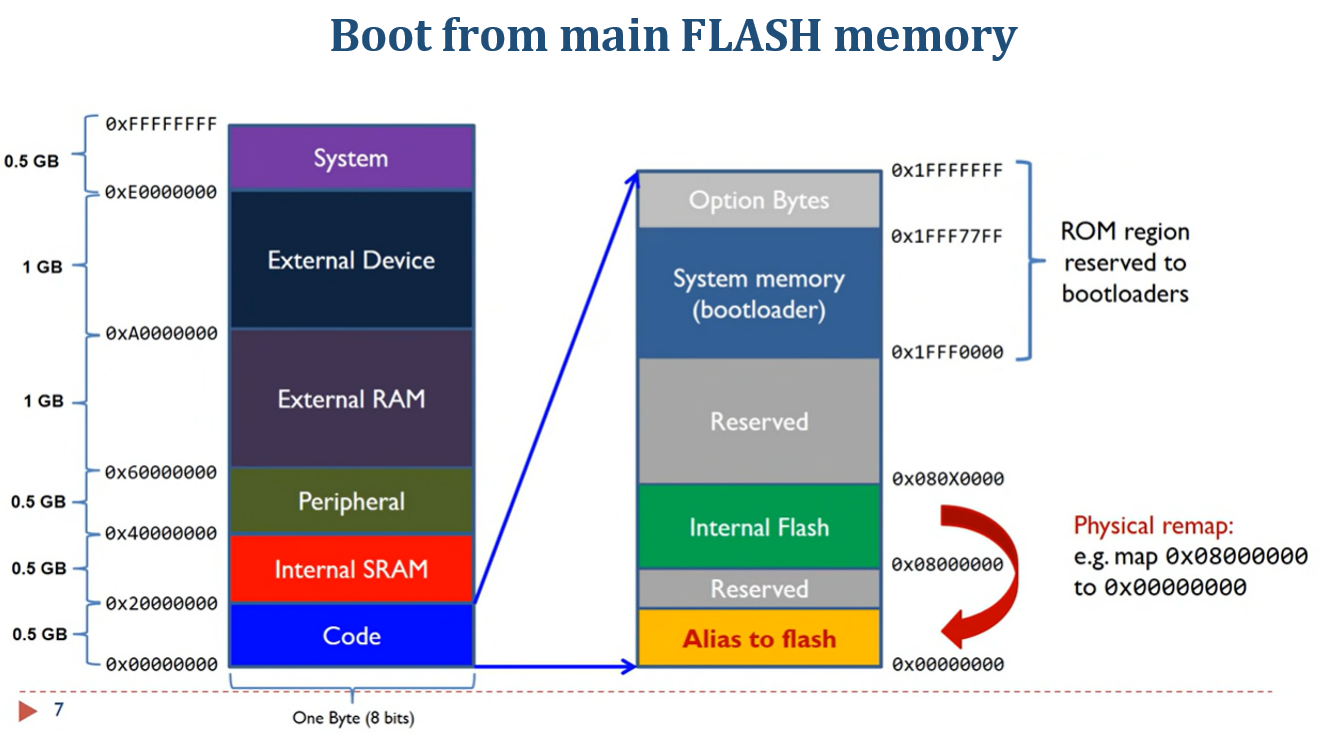 Boot from main FLASH memory
0xFFFFFFFF
0.5 GB
System
0xE0000000
1 GB
External Device
0xA0000000
1 GB
External RAM
0x60000000
0.5 GB
Peripheral
0x40000000
0.5 GB
Internal SRAM
0x20000000
0.5 GB
Code
0x00000000
One Byte (8 bits)
0x1FFFFFFF
Option Bytes
0x1FFF77FF
System memory
(bootloader)
0x1FFF0000
Reserved
0x080X0000
Internal Flash
0x08000000
Reserved
Alias to flash
0x00000000
ROM region
reserved to
bootloaders
Physical remap:
e.g. map 0x08000000
to 0x00000000
7